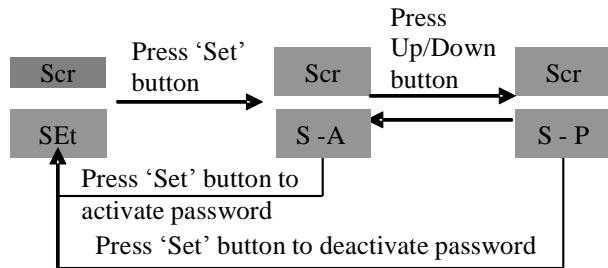 Press
Up/Down
button
Press ‘Set’
button
Scr
Scr
Scr
SEt
S -A
S - P
Press ‘Set’ button to
activate password
Press ‘Set’ button to deactivate password